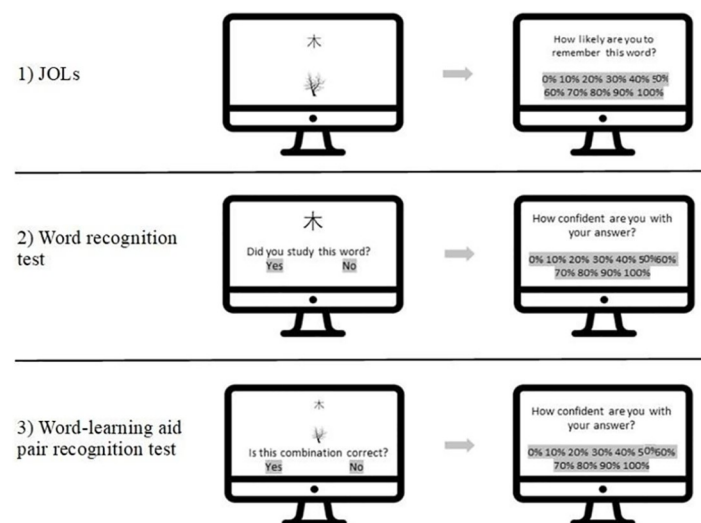 1) JOLs
木
How likely are you to
remember this word?
0% 10% 20% 30% 40% 50%
60% 70% 80% 90% 100%
2) Word recognition
test
木
Did you study this word?
Yes No
How confident are you with
your answer?
0% 10% 20% 30% 40% 50% 60%
70% 80% 90% 100%
3) Word-learning aid
pair recognition test
木
Is this combination correct?
Yes No
How confident are you with
your answer?
0% 10% 20% 30% 40% 50% 60%
70% 80% 90% 100%